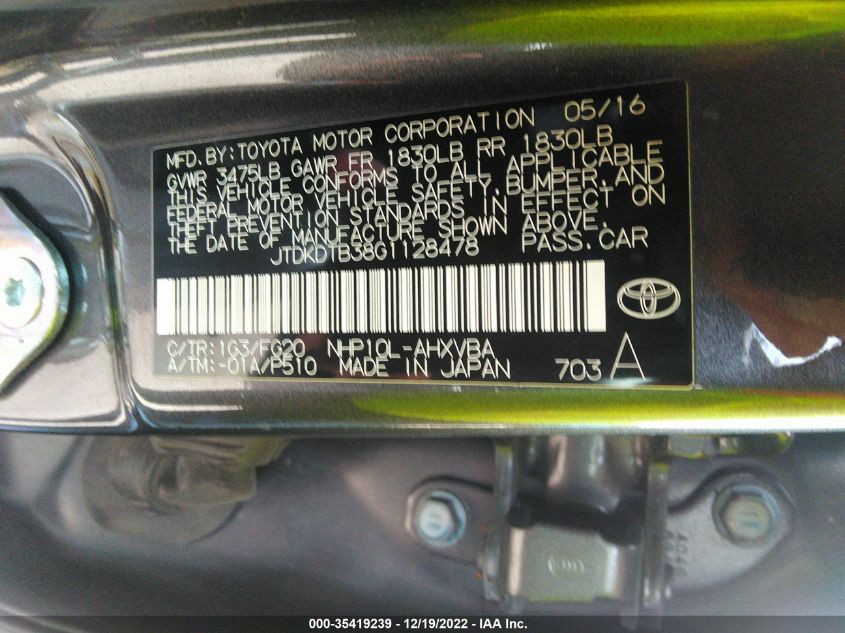 MFD. BY: TOYOTA MOTOR CORPORATION 05/16
GVWR 3475LB GAWR FR 1830LB RR 1830LB
THIS VEHICLE CONFORMS TO ALL APPLICABLE
FEDERAL MOTOR VEHICLE SAFETY, BUMPER, AND
THEFT PREVENTION STANDARDS IN EFFECT ON
THE DATE OF MANUFACTURE SHOWN ABOVE.
JTDKDTB38G1128478 PASS. CAR
C/TR: 1G3/FG20 NHP10L-AHXVBA
A/TM: -01A/P510 MADE IN JAPAN 703 A
000-35419239 - 12/19/2022 - IAA Inc.